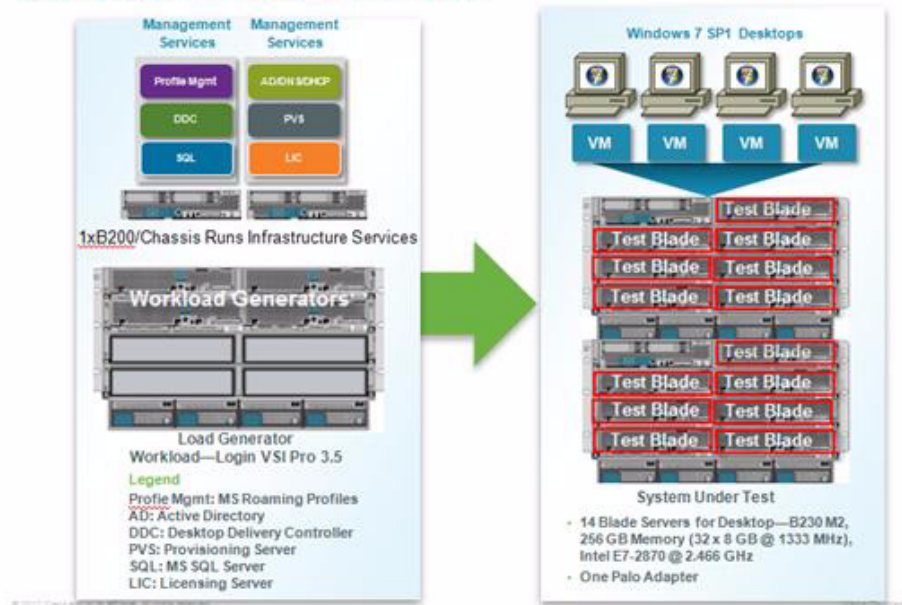 Management Services
Management Services
Profile Mgmt
AD/DNS/DHCP
DDC
PVS
SQL
LIC
1xB200/Chassis Runs Infrastructure Services
Workload Generators'
Load Generator
Workload—Login VSI Pro 3.5
Legend
Profie Mgmt: MS Roaming Profiles
AD: Active Directory
DDC: Desktop Delivery Controller
PVS: Provisioning Server
SQL: MS SQL Server
LIC: Licensing Server
Windows 7 SP1 Desktops
VM VM VM VM
Test Blade
Test Blade Test Blade
Test Blade Test Blade
Test Blade Test Blade
Test Blade
Test Blade Test Blade
Test Blade Test Blade
Test Blade Test Blade
System Under Test
• 14 Blade Servers for Desktop—B230 M2,
256 GB Memory (32 x 8 GB @ 1333 MHz),
Intel E7-2870 @ 2.466 GHz
• One Palo Adapter